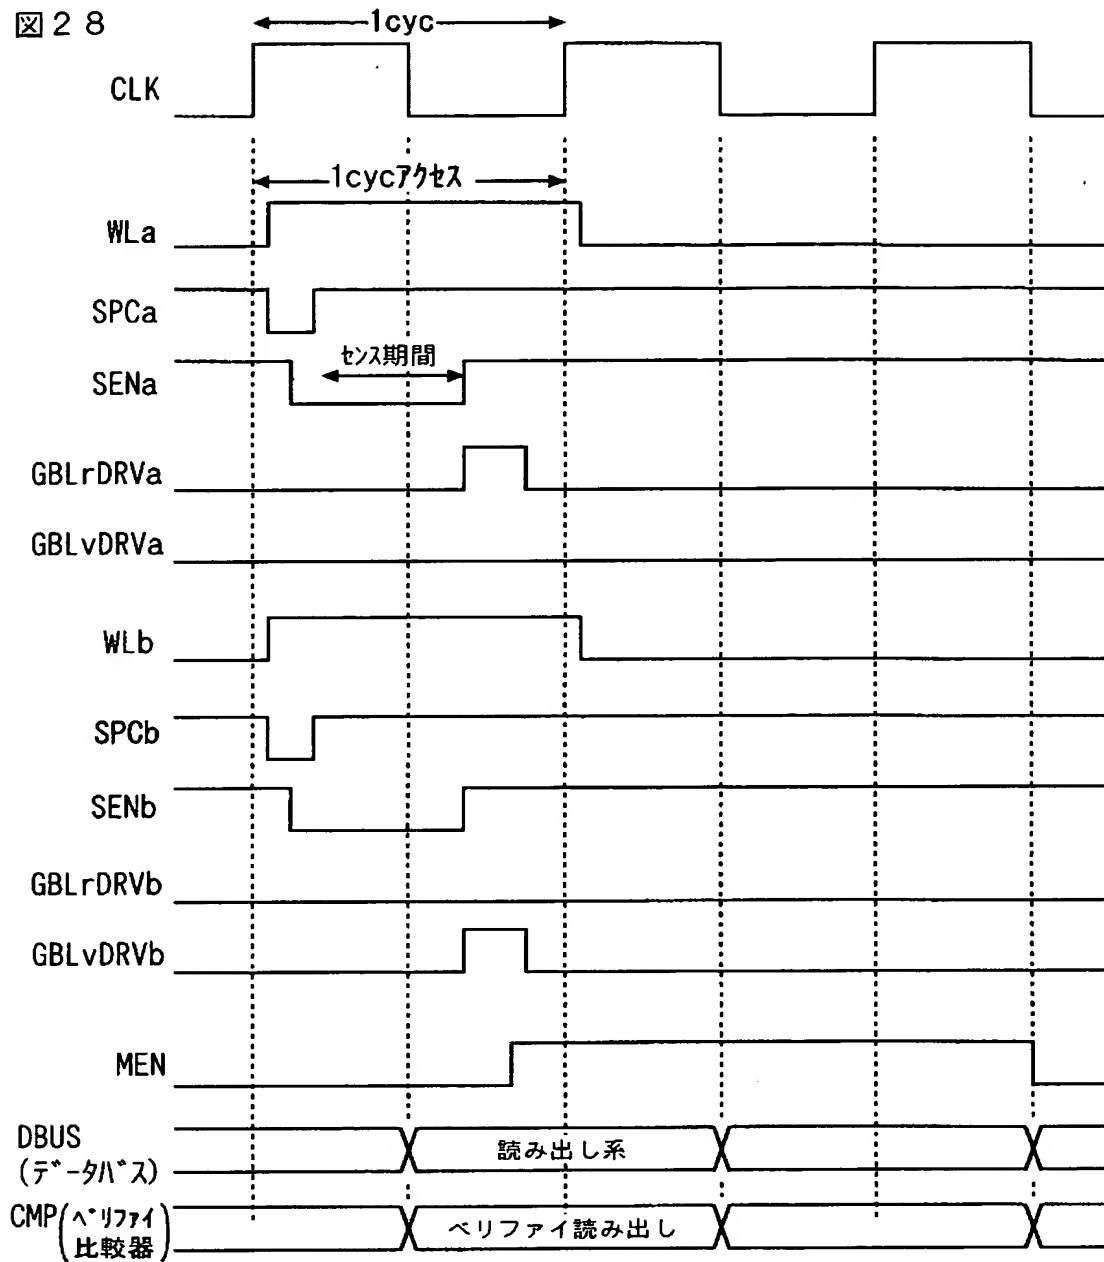 図28
1cyc
CLK
1cycアクセス
WLa
SPCa
センス期間
SENa
GBLrDRVa
GBLvDRVa
WLb
SPCb
SENb
GBLrDRVb
GBLvDRVb
MEN
DBUS
(データバス)
読み出し系
CMP(ベリファイ
比較器)
ベリファイ読み出し